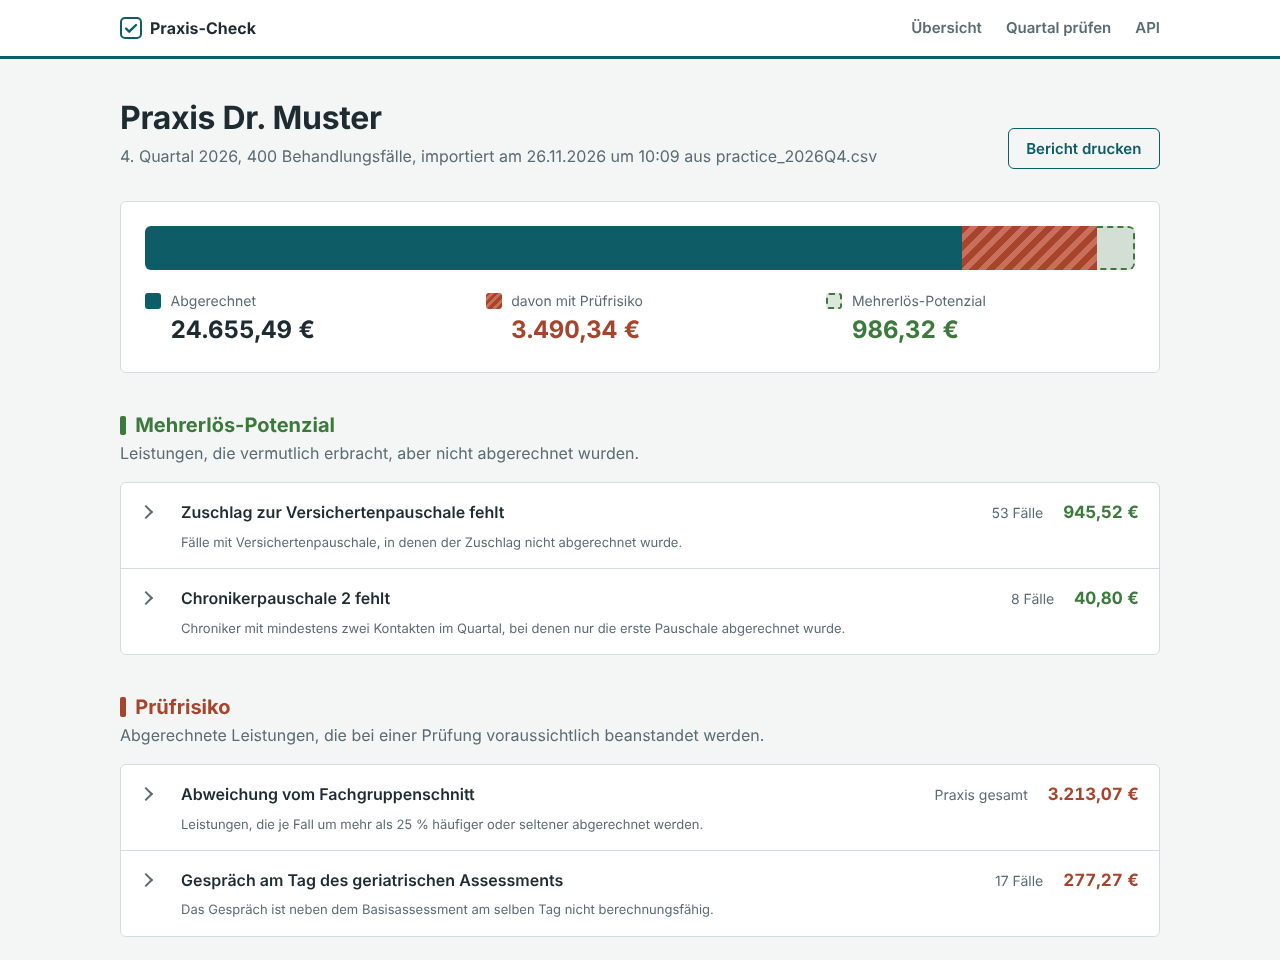 Praxis-Check
Übersicht Quartal prüfen API
Praxis Dr. Muster
4. Quartal 2026, 400 Behandlungsfälle, importiert am 26.11.2026 um 10:09 aus practice_2026Q4.csv
Bericht drucken
Abgerechnet
24.655,49 €
davon mit Prüfrisiko
3.490,34 €
Mehrerlös-Potenzial
986,32 €
Mehrerlös-Potenzial
Leistungen, die vermutlich erbracht, aber nicht abgerechnet wurden.
Zuschlag zur Versichertenpauschale fehlt 53 Fälle 945,52 €
Fälle mit Versichertenpauschale, in denen der Zuschlag nicht abgerechnet wurde.
Chronikerpauschale 2 fehlt 8 Fälle 40,80 €
Chroniker mit mindestens zwei Kontakten im Quartal, bei denen nur die erste Pauschale abgerechnet wurde.
Prüfrisiko
Abgerechnete Leistungen, die bei einer Prüfung voraussichtlich beanstandet werden.
Abweichung vom Fachgruppenschnitt Praxis gesamt 3.213,07 €
Leistungen, die je Fall um mehr als 25 % häufiger oder seltener abgerechnet werden.
Gespräch am Tag des geriatrischen Assessments 17 Fälle 277,27 €
Das Gespräch ist neben dem Basisassessment am selben Tag nicht berechnungsfähig.